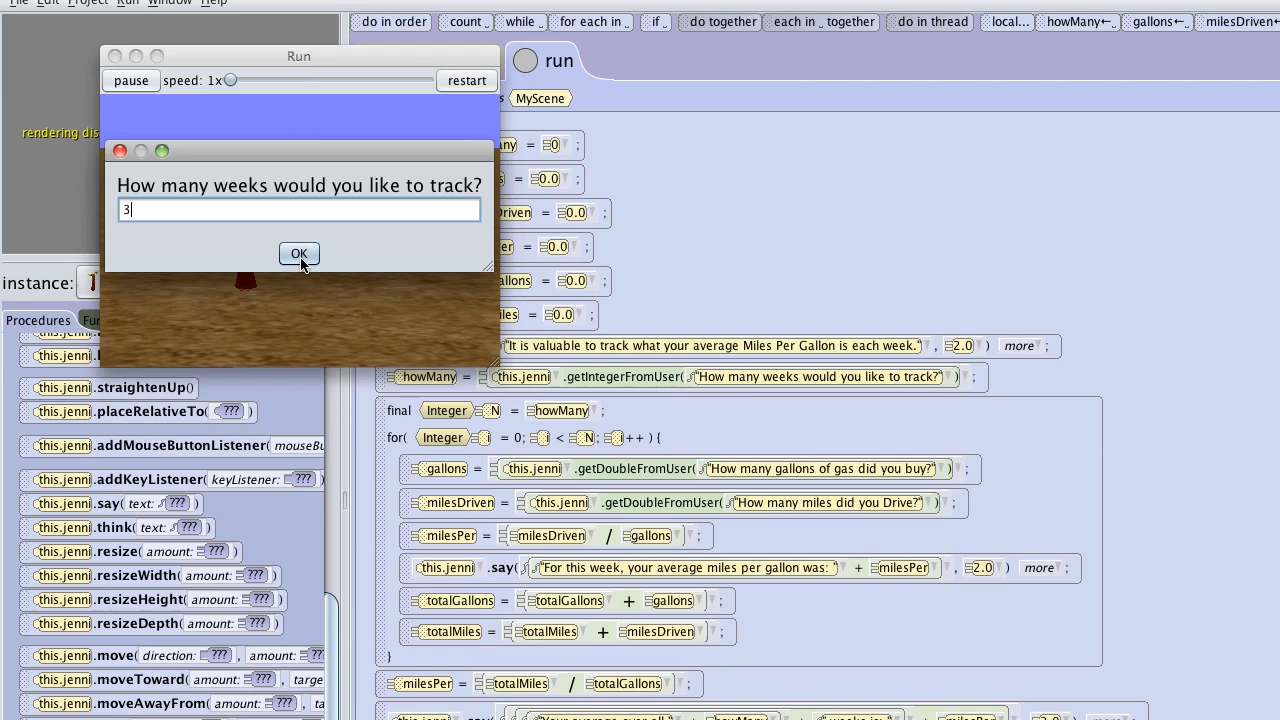 File Edit Project Run Window Help
do in order count while for each in if do together each in together do in thread local... howMany← gallons← milesDriven←
Run
run
pause speed: 1x restart
MyScene
rendering dis
= 0 ;
How many weeks would you like to track?
= 0.0 ;
3
= 0.0 ;
OK
= 0.0 ;
instance:
= 0.0 ;
Procedures
= 0.0 ;
"It is valuable to track what your average Miles Per Gallon is each week." , 2.0 ) more ;
howMany = this.jenni .getIntegerFromUser( "How many weeks would you like to track?" ) ;
this.jenni .straightenUp()
this.jenni .placeRelativeTo( ??? )
final Integer N = howMany ;
for( Integer i = 0; i < N ; i ++ ) {
this.jenni .addMouseButtonListener( mouseBu
gallons = this.jenni .getDoubleFromUser( "How many gallons of gas did you buy?" ) ;
this.jenni .addKeyListener( keyListener: ???
this.jenni .say( text: ??? )
milesDriven = this.jenni .getDoubleFromUser( "How many miles did you Drive?" ) ;
this.jenni .think( text: ??? )
milesPer = milesDriven / gallons ;
this.jenni .resize( amount: ??? )
this.jenni .say( "For this week, your average miles per gallon was: " + milesPer , 2.0 ) more ;
this.jenni .resizeWidth( amount: ??? )
this.jenni .resizeHeight( amount: ??? )
totalGallons = totalGallons + gallons ;
this.jenni .resizeDepth( amount: ??? )
totalMiles = totalMiles + milesDriven ;
this.jenni .move( direction: ??? , amount: ??
}
this.jenni .moveToward( amount: ??? , targe
milesPer = totalMiles / totalGallons ;
this.jenni .moveAwayFrom( amount: ??? , ta